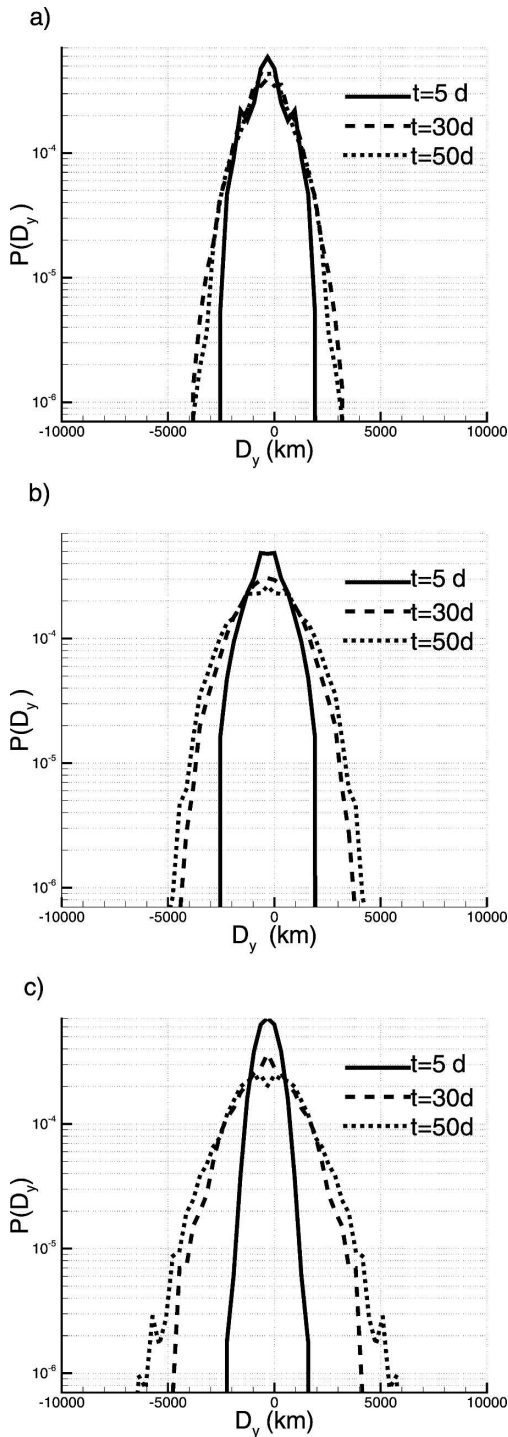 a)
P(D_y)
10^-4
10^-5
10^-6
t=5 d
t=30d
t=50d
-10000 -5000 0 5000 10000
D_y (km)
b)
P(D_y)
10^-4
10^-5
10^-6
t=5 d
t=30d
t=50d
-10000 -5000 0 5000 10000
D_y (km)
c)
P(D_y)
10^-4
10^-5
10^-6
t=5 d
t=30d
t=50d
-10000 -5000 0 5000 10000
D_y (km)